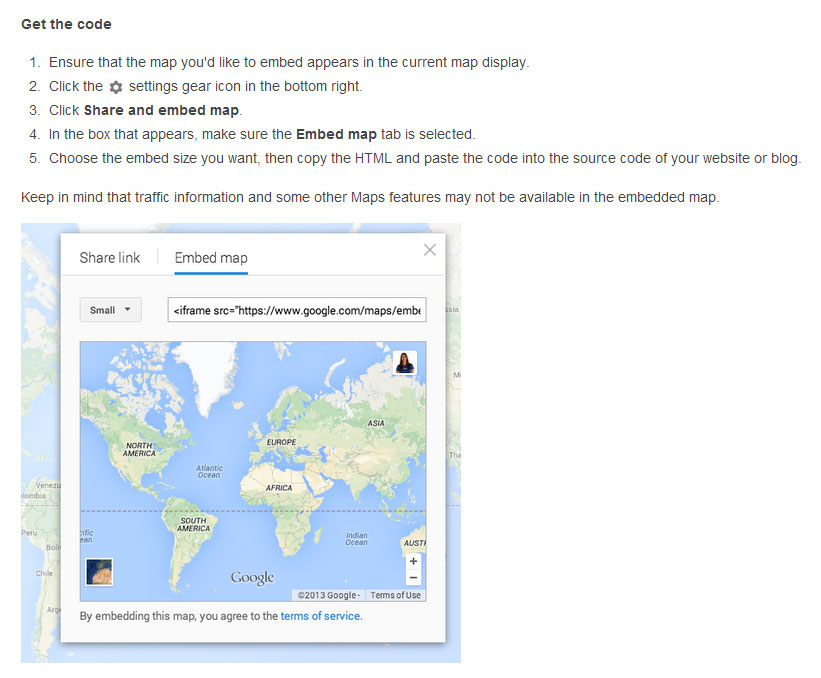 Get the code
1. Ensure that the map you'd like to embed appears in the current map display.
2. Click the settings gear icon in the bottom right.
3. Click Share and embed map.
4. In the box that appears, make sure the Embed map tab is selected.
5. Choose the embed size you want, then copy the HTML and paste the code into the source code of your website or blog.
Keep in mind that traffic information and some other Maps features may not be available in the embedded map.
Share link
Embed map
Small
<iframe src="https://www.google.com/maps/embe
ssia
M
ASIA
EUROPE
NORTH
AMERICA
Tha
Atlantic
Ocean
Venezu
AFRICA
lombia
SOUTH
AMERICA
Peru
cific
ean
Indian
Ocean
AUST
Boliv
+
Chile
Google
−
©2013 Google-
Terms of Use
Arge
By embedding this map, you agree to the terms of service.